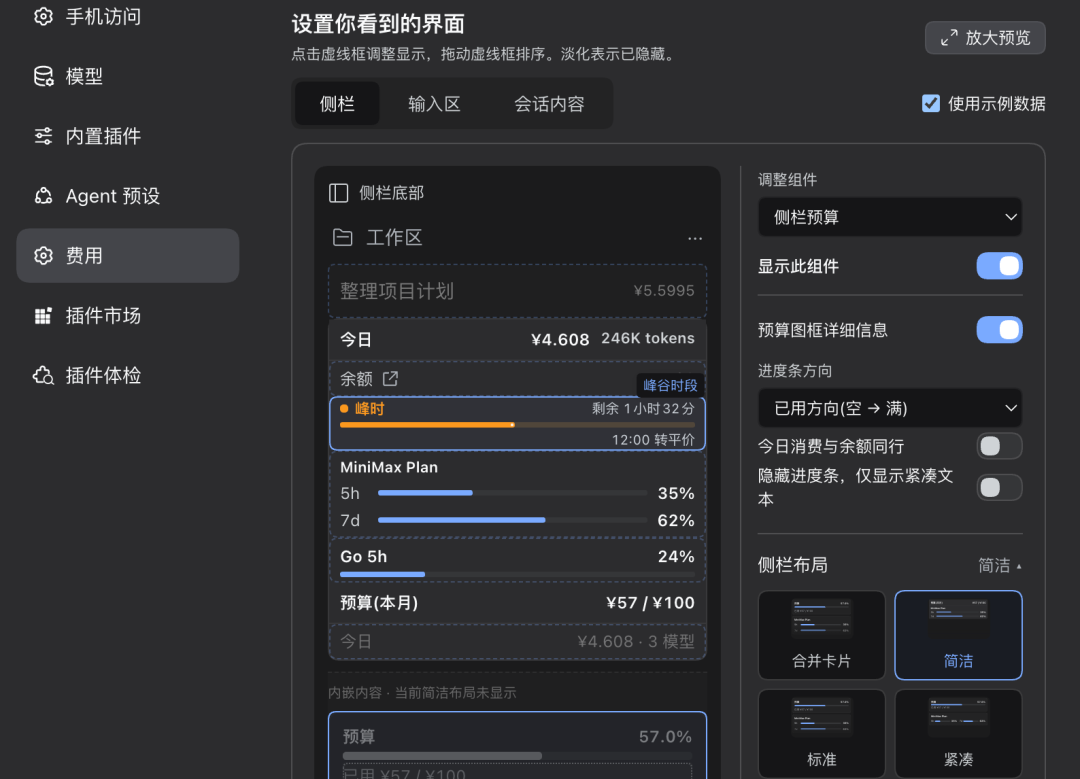 手机访问
模型
内置插件
Agent 预设
费用
插件市场
插件体检
设置你看到的界面
点击虚线框调整显示，拖动虚线框排序。淡化表示已隐藏。
放大预览
侧栏 输入区 会话内容
使用示例数据
侧栏底部
工作区 ...
整理项目计划 ¥5.5995
今日 ¥4.608 246K tokens
余额
峰谷时段
峰时 剩余 1小时32分
12:00 转平价
MiniMax Plan
5h 35%
7d 62%
Go 5h 24%
预算(本月) ¥57 / ¥100
今日 ¥4.608 · 3 模型
内嵌内容 · 当前简洁布局未显示
预算 57.0%
已用 ¥57 / ¥100
调整组件
侧栏预算
显示此组件
预算图框详细信息
进度条方向
已用方向(空 → 满)
今日消费与余额同行
隐藏进度条，仅显示紧凑文
本
侧栏布局 简洁
合并卡片 简洁
标准 紧凑